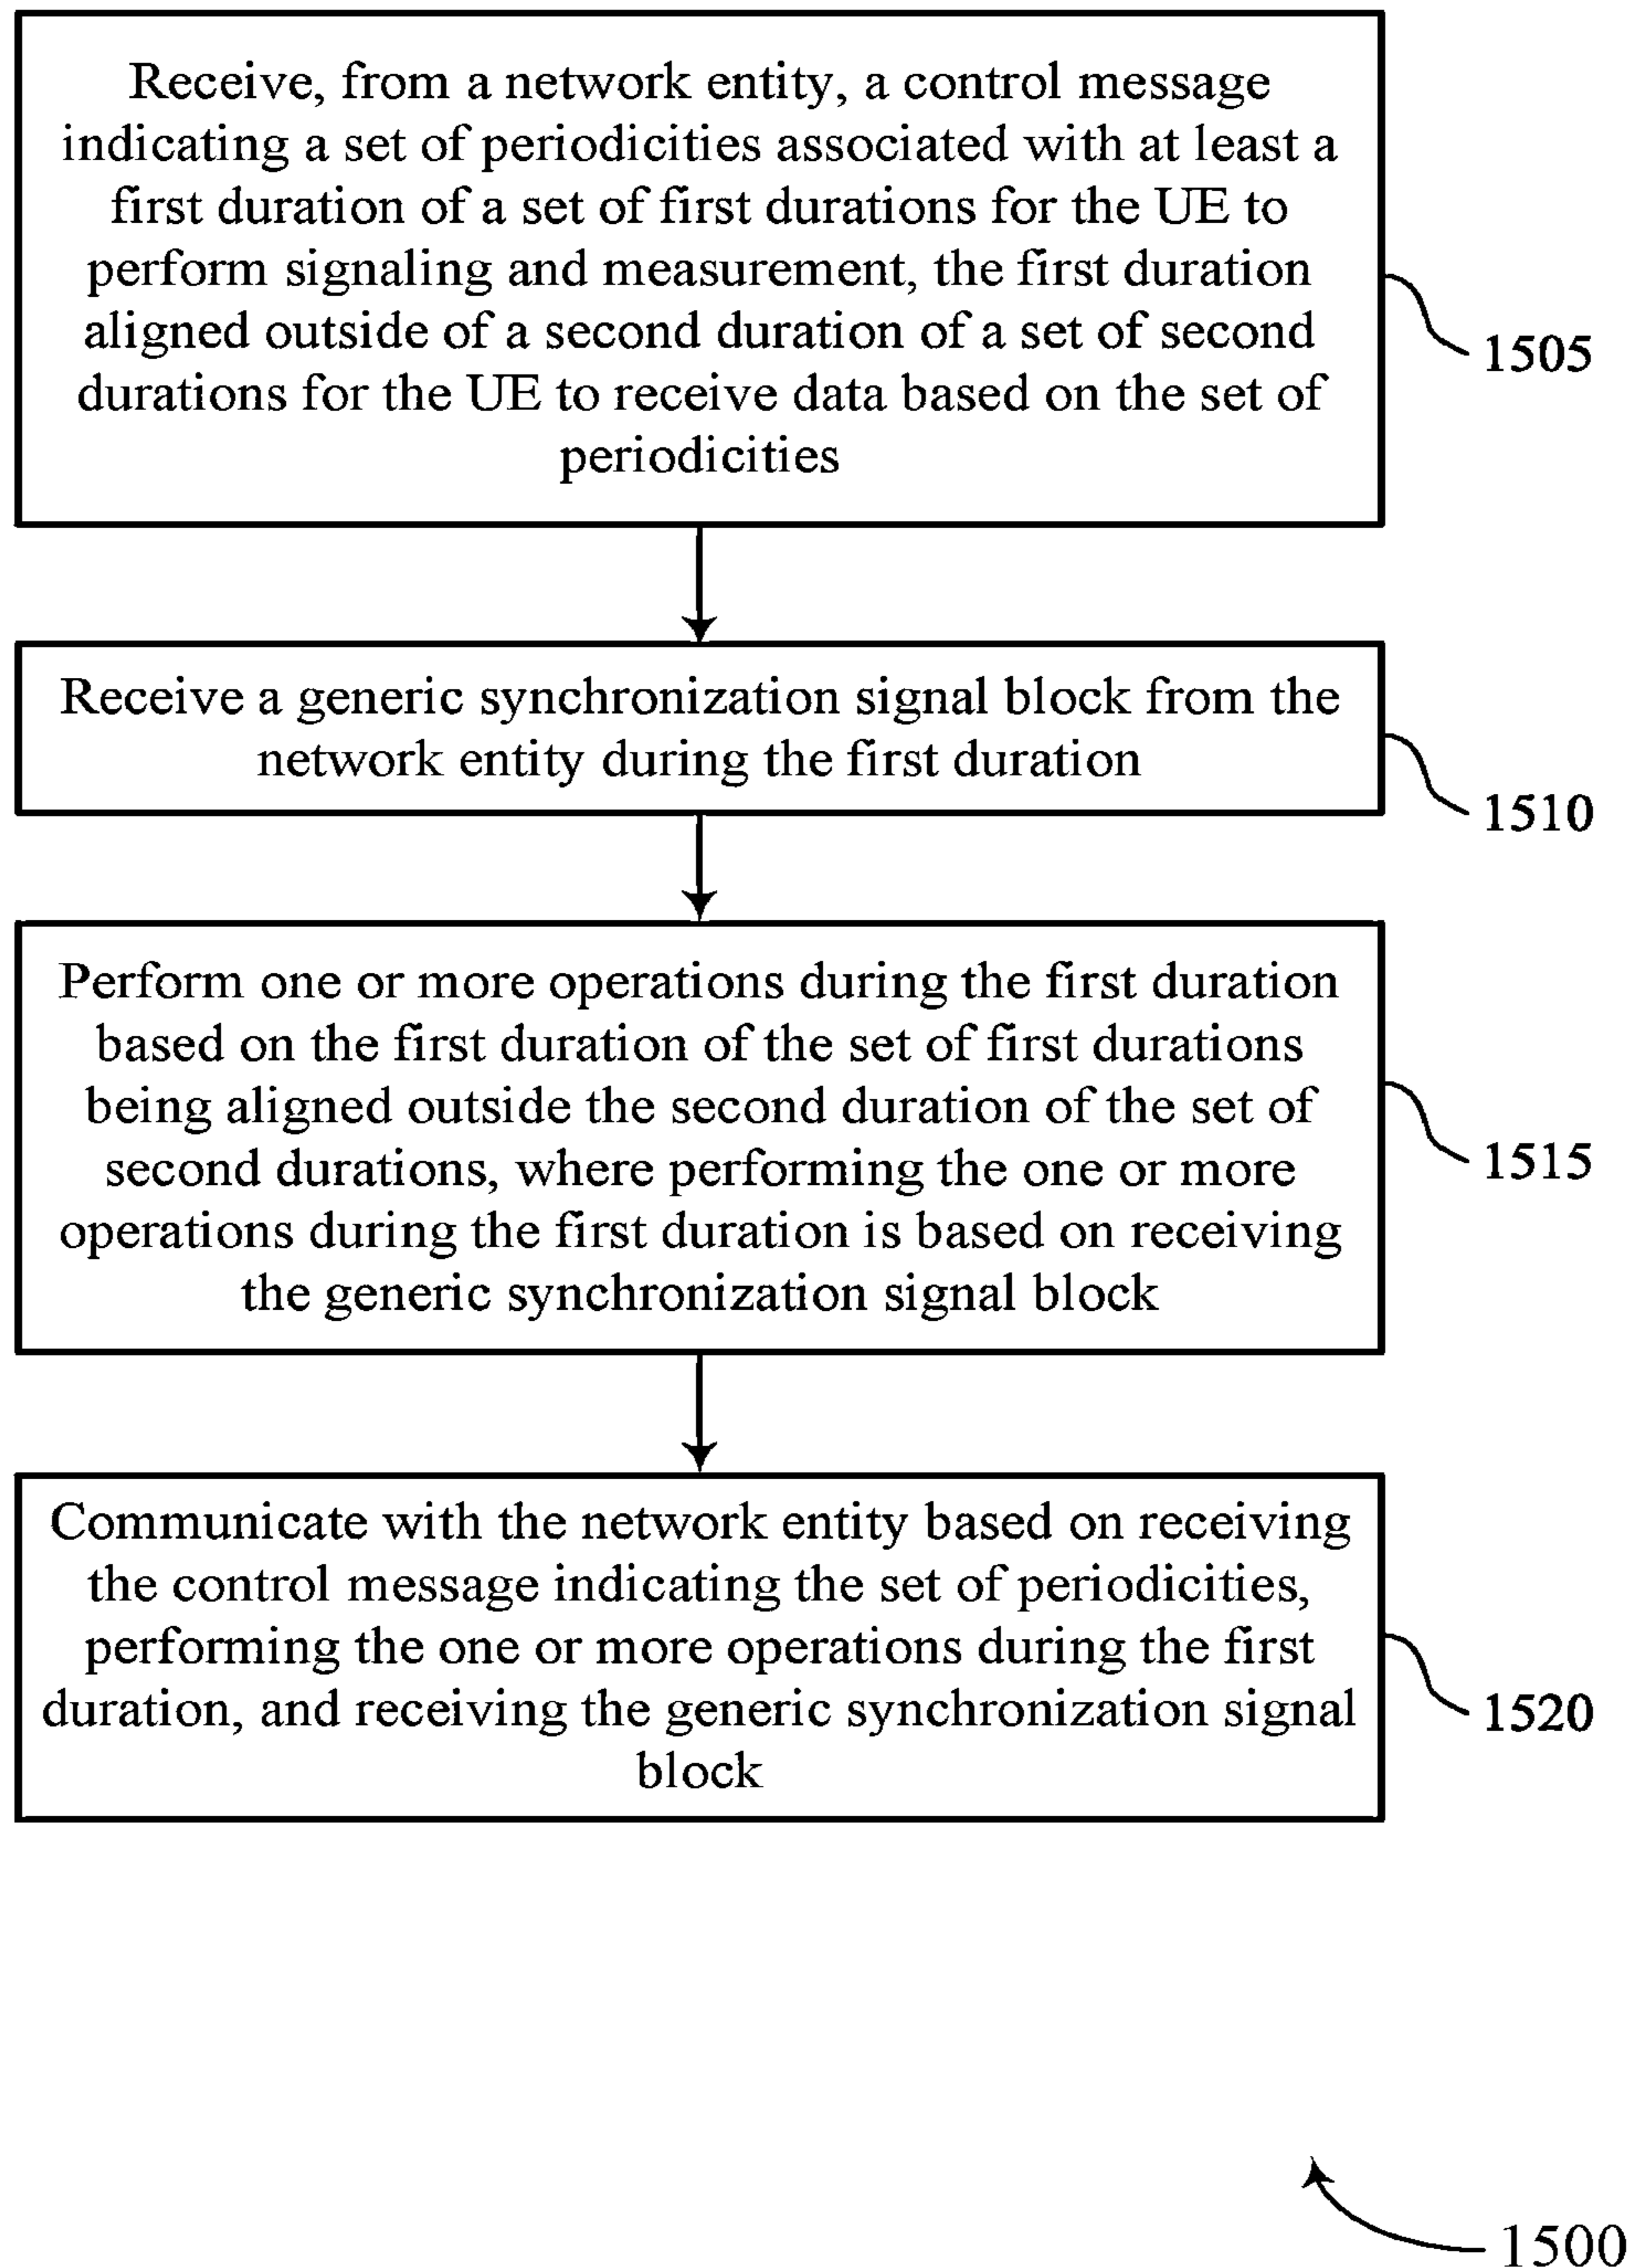 Receive, from a network entity, a control message
indicating a set of periodicities associated with at least a
first duration of a set of first durations for the UE to
perform signaling and measurement, the first duration
aligned outside of a second duration of a set of second
durations for the UE to receive data based on the set of
periodicities
1505
Receive a generic synchronization signal block from the
network entity during the first duration
1510
Perform one or more operations during the first duration
based on the first duration of the set of first durations
being aligned outside the second duration of the set of
second durations, where performing the one or more
operations during the first duration is based on receiving
the generic synchronization signal block
1515
Communicate with the network entity based on receiving
the control message indicating the set of periodicities,
performing the one or more operations during the first
duration, and receiving the generic synchronization signal
block
1520
1500